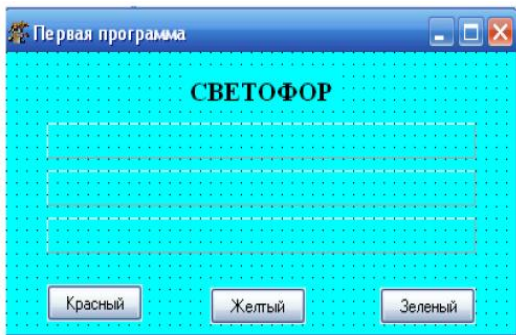 Первая программа
СВЕТОФОР
Красный Желтый Зеленый